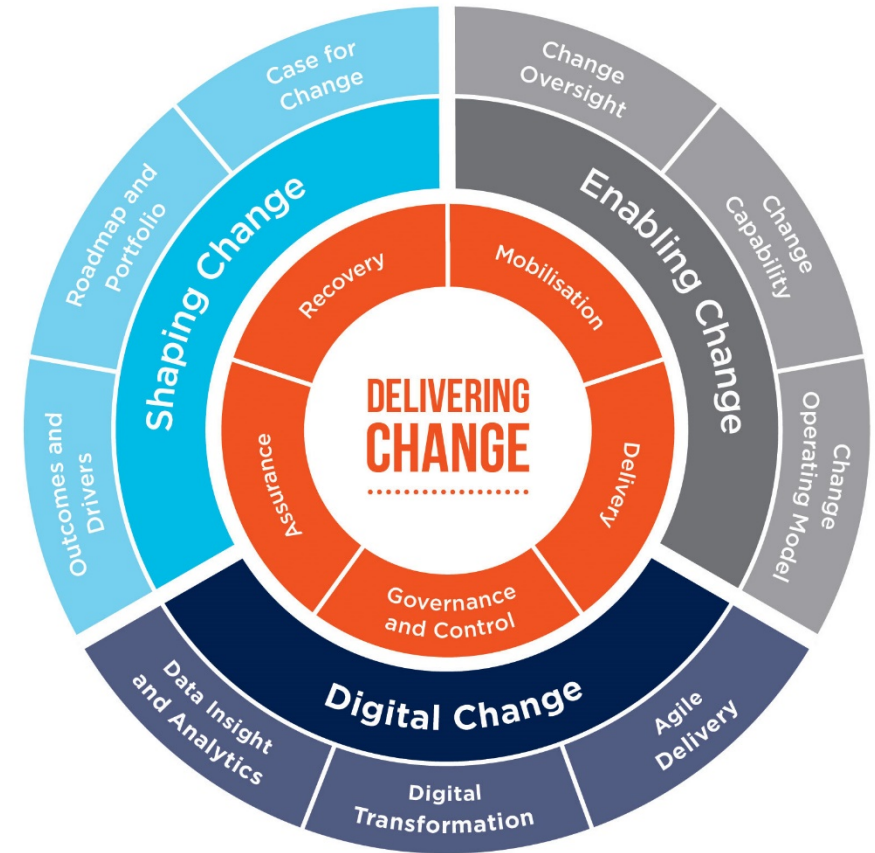 DELIVERING
CHANGE
Mobilisation
Delivery
Governance
and Control
Assurance
Recovery
Shaping Change
Outcomes and
Drivers
Roadmap and
Portfolio
Case for
Change
Enabling Change
Change
Oversight
Change
Capability
Change
Operating Model
Digital Change
Agile
Delivery
Digital
Transformation
Data Insight
and Analytics